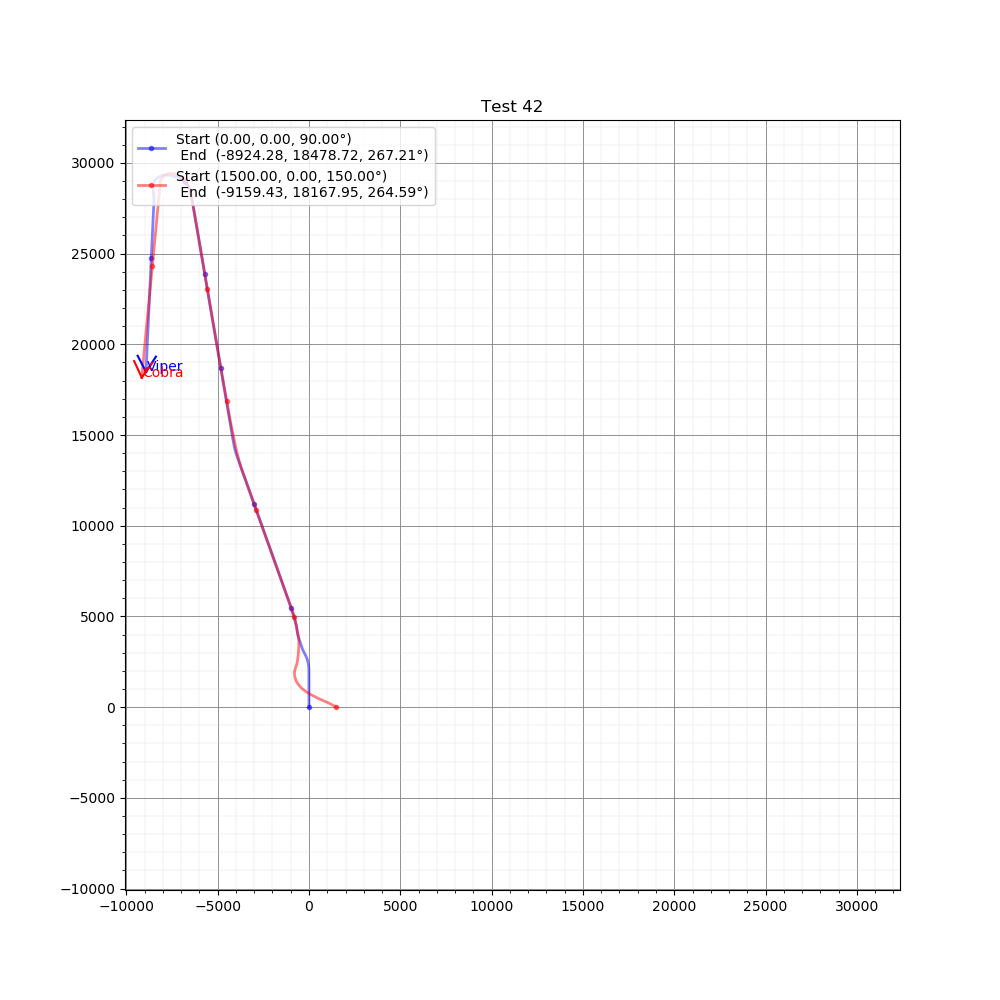 Test 42
Start (0.00, 0.00, 90.00°)
End (-8924.28, 18478.72, 267.21°)
Start (1500.00, 0.00, 150.00°)
End (-9159.43, 18167.95, 264.59°)
30000
25000
20000
15000
10000
5000
0
−5000
−10000
Viper
Cobra
−10000 −5000 0 5000 10000 15000 20000 25000 30000